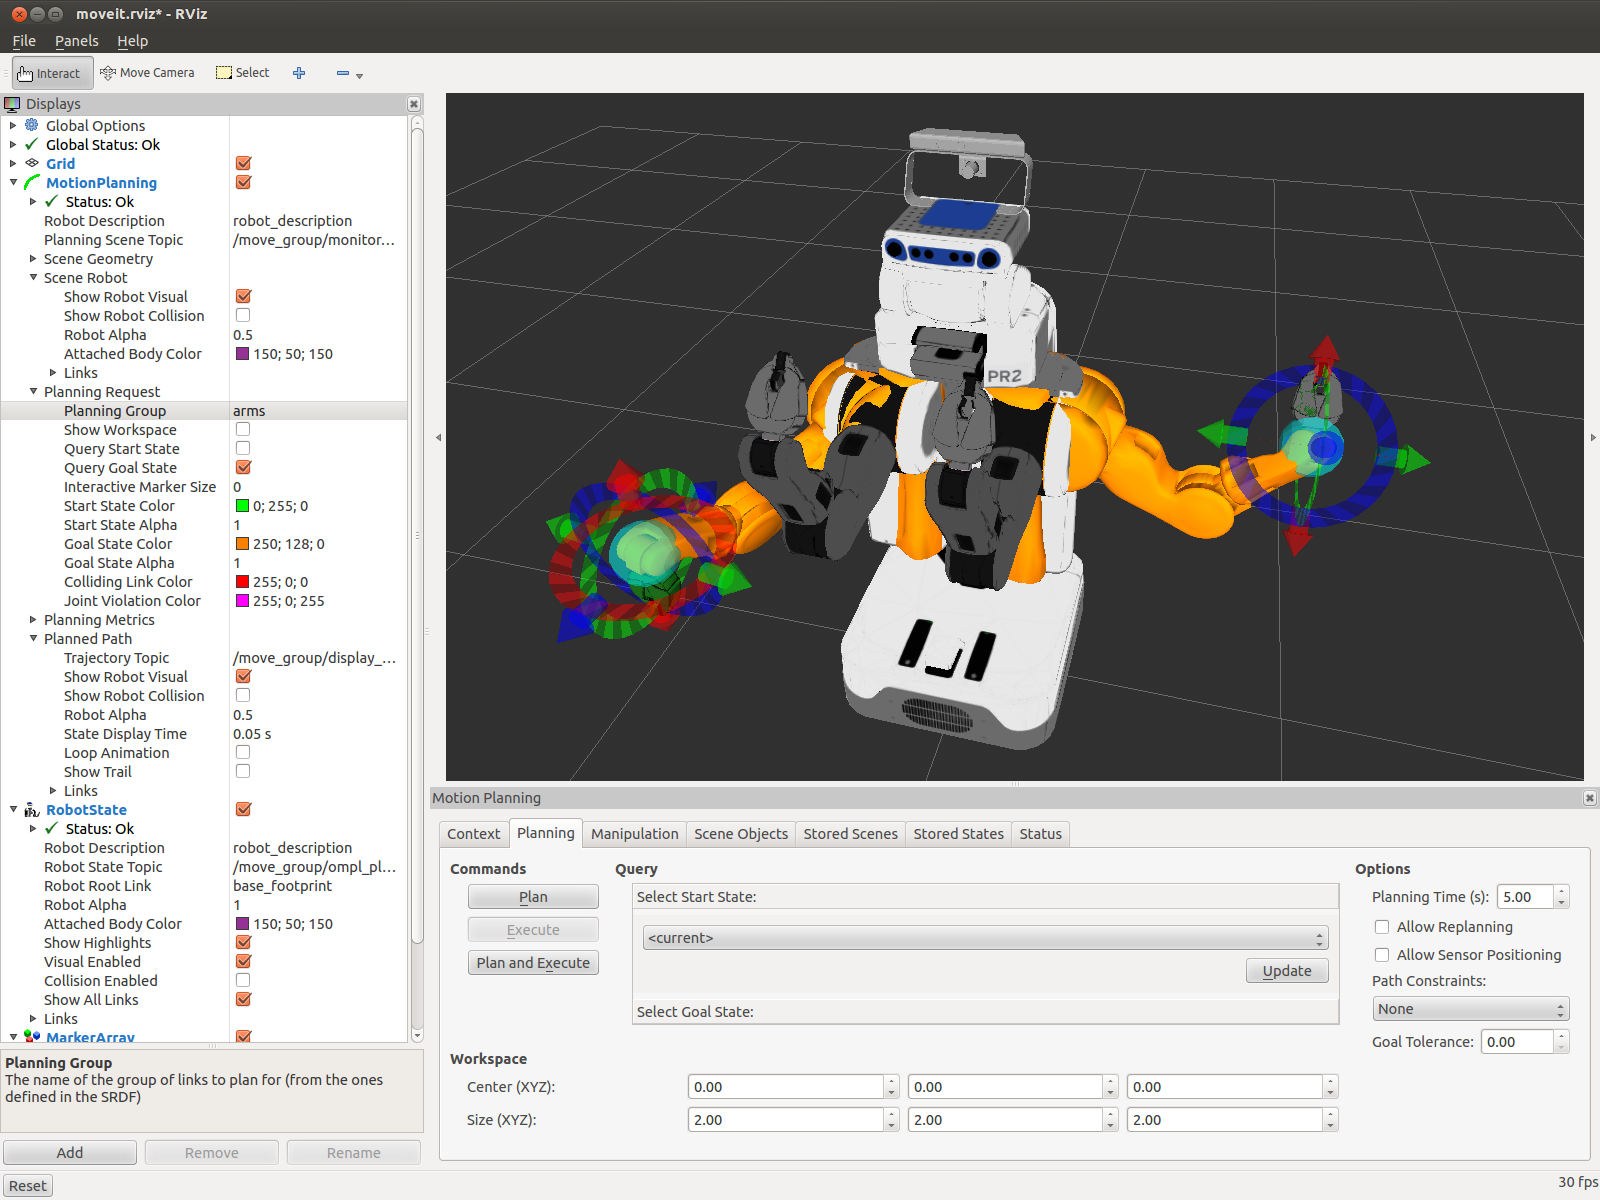 moveit.rviz* - RViz
File Panels Help
Interact Move Camera Select
Displays
Global Options
Global Status: Ok
Grid
MotionPlanning
Status: Ok
Robot Description robot_description
Planning Scene Topic /move_group/monitor...
Scene Geometry
Scene Robot
Show Robot Visual
Show Robot Collision
Robot Alpha 0.5
Attached Body Color 150; 50; 150
Links
Planning Request
Planning Group arms
Show Workspace
Query Start State
Query Goal State
Interactive Marker Size 0
Start State Color 0; 255; 0
Start State Alpha 1
Goal State Color 250; 128; 0
Goal State Alpha 1
Colliding Link Color 255; 0; 0
Joint Violation Color 255; 0; 255
Planning Metrics
Planned Path
Trajectory Topic /move_group/display_...
Show Robot Visual
Show Robot Collision
Robot Alpha 0.5
State Display Time 0.05 s
Loop Animation
Show Trail
Links
RobotState
Status: Ok
Robot Description robot_description
Robot State Topic /move_group/ompl_pl...
Robot Root Link base_footprint
Robot Alpha 1
Attached Body Color 150; 50; 150
Show Highlights
Visual Enabled
Collision Enabled
Show All Links
Links
MarkerArray
Planning Group
The name of the group of links to plan for (from the ones
defined in the SRDF)
Add Remove Rename
Reset
PR2
Motion Planning
Context Planning Manipulation Scene Objects Stored Scenes Stored States Status
Commands
Plan
Execute
Plan and Execute
Query
Select Start State:
<current>
Update
Select Goal State:
Options
Planning Time (s): 5.00
Allow Replanning
Allow Sensor Positioning
Path Constraints:
None
Goal Tolerance: 0.00
Workspace
Center (XYZ): 0.00 0.00 0.00
Size (XYZ): 2.00 2.00 2.00
30 fps